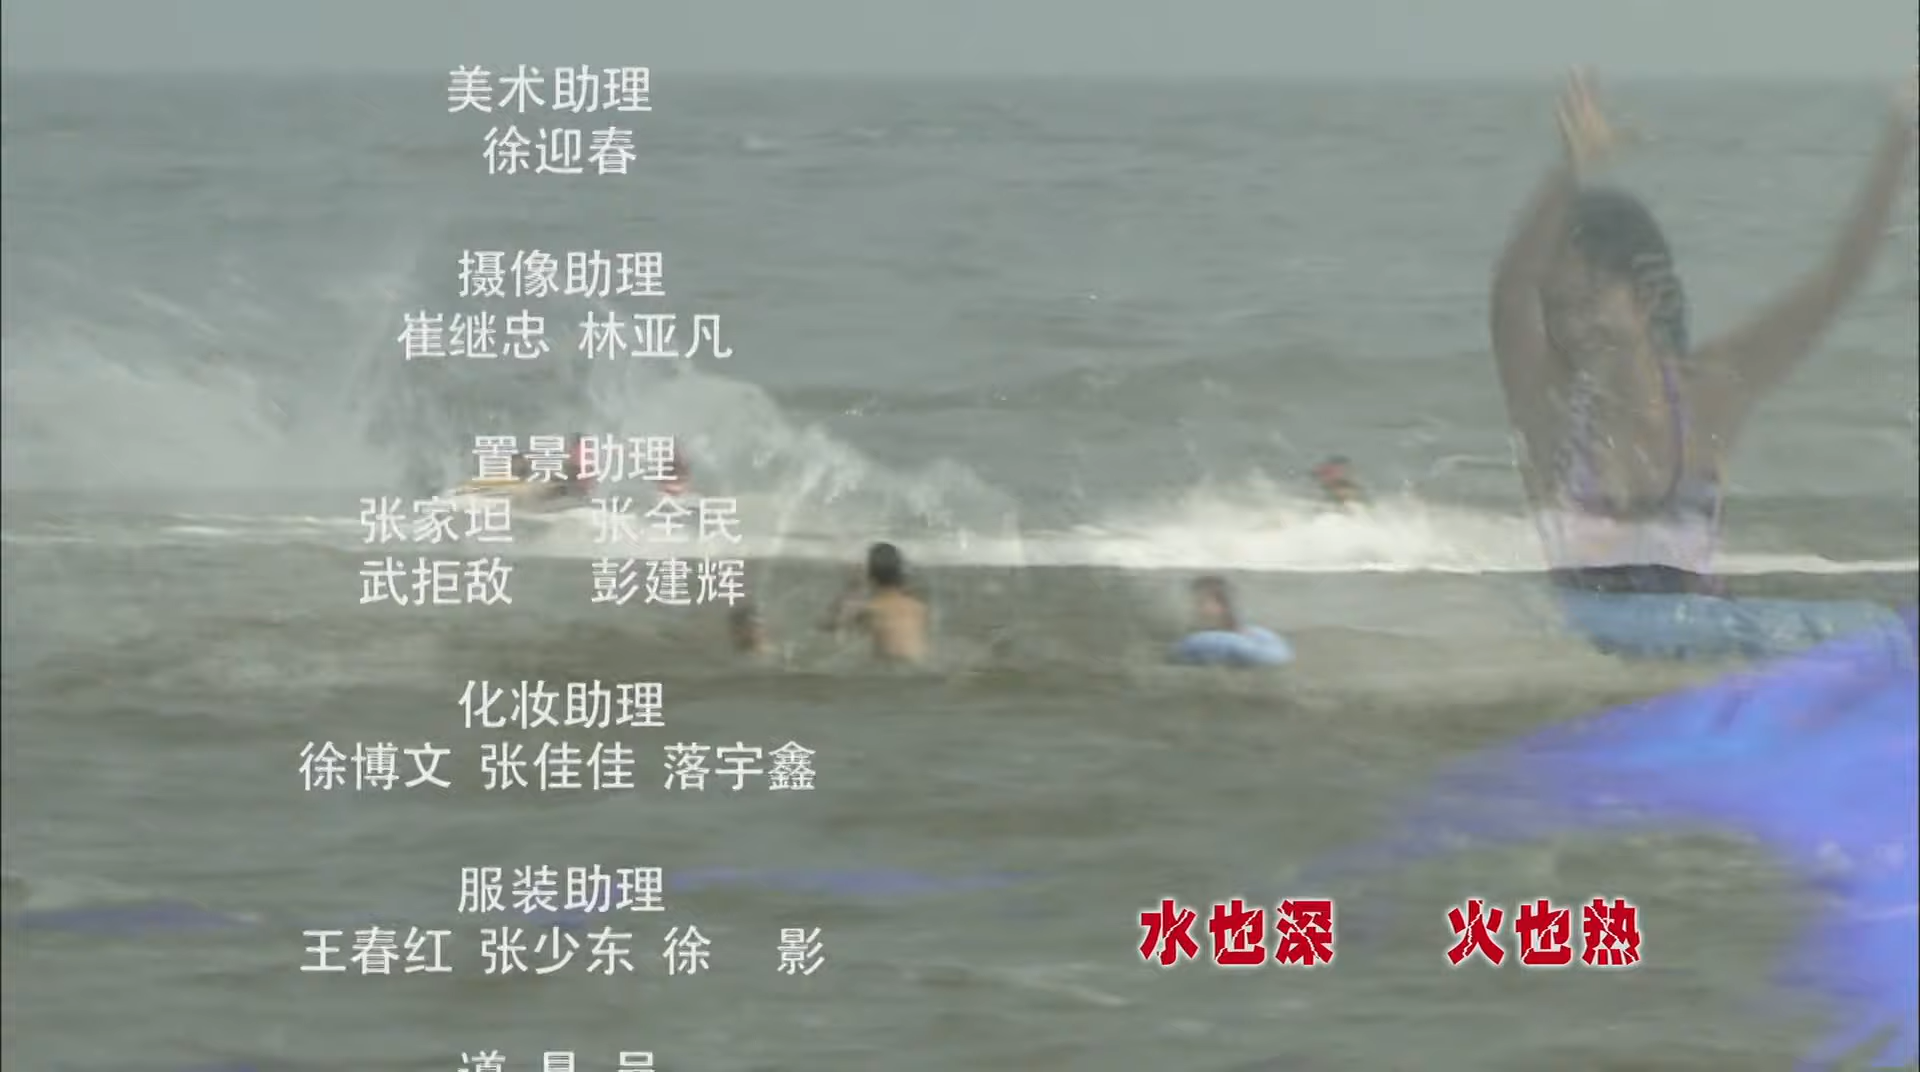 美术助理
徐迎春
摄像助理
崔继忠 林亚凡
置景助理
张家坦 张全民
武拒敌 彭建辉
化妆助理
徐博文 张佳佳 落宇鑫
服装助理
王春红 张少东 徐 影
水也深 火也热
道具员